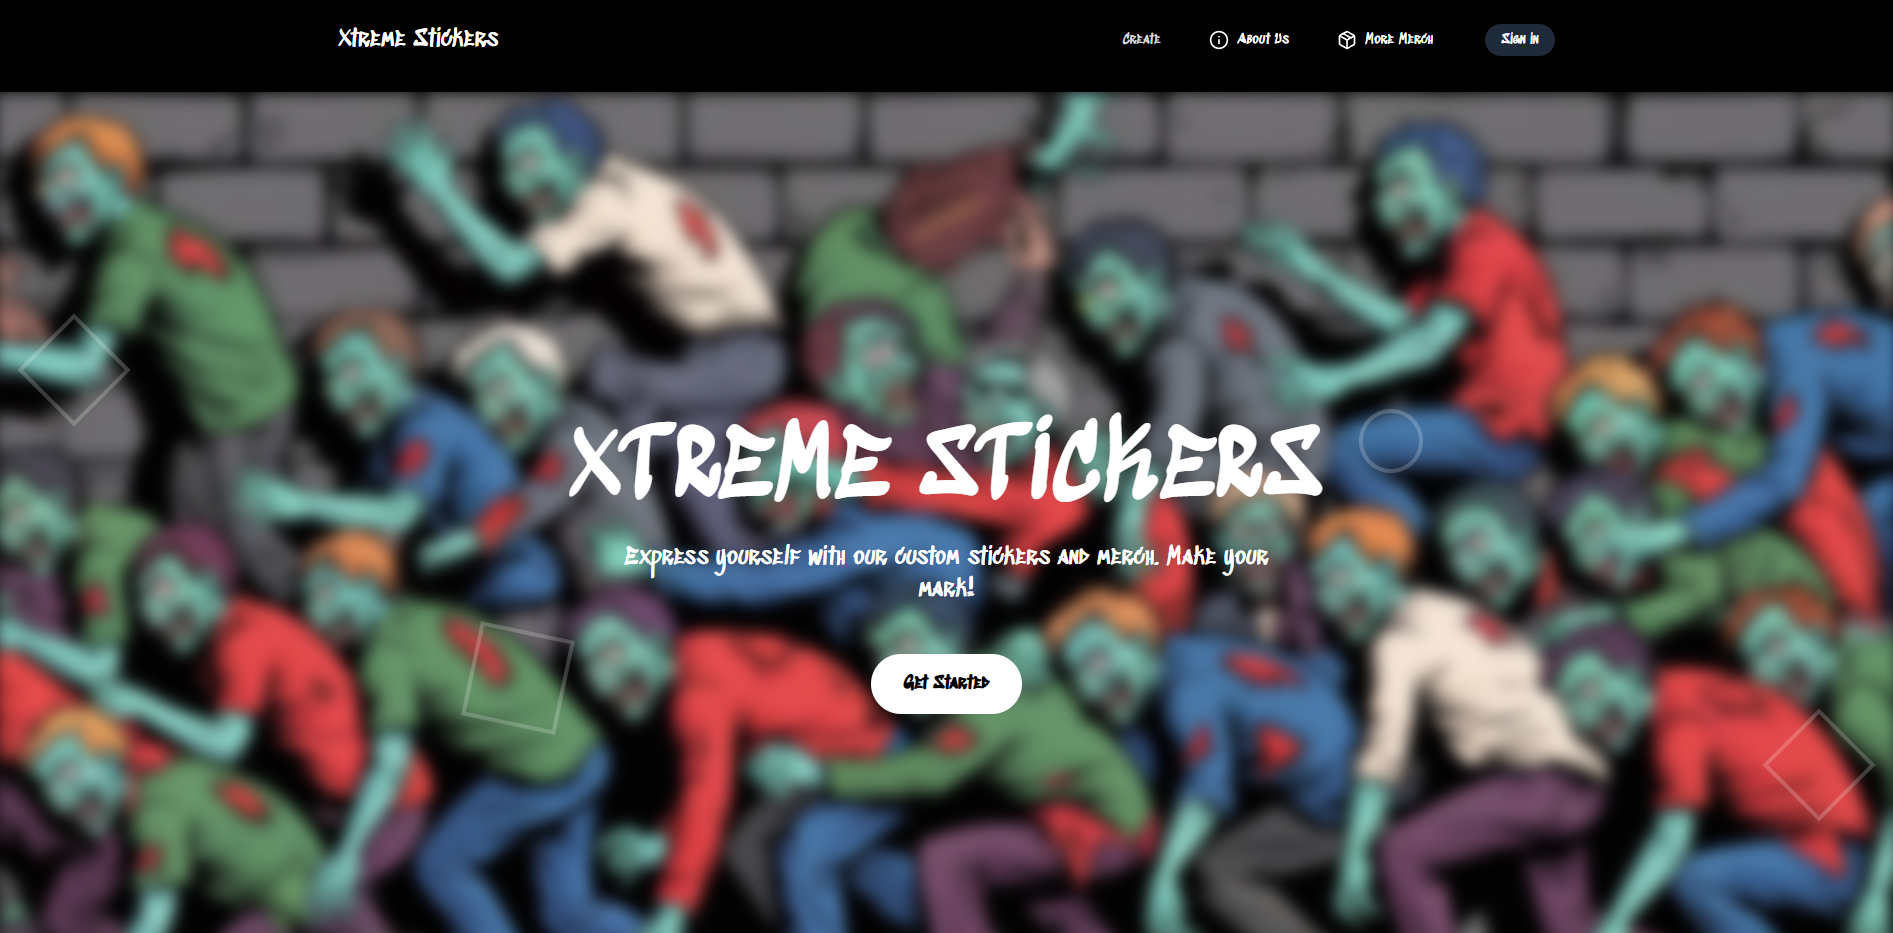 Xtreme Stickers
Create
About Us
More Merch
Sign In
Xtreme Stickers
Express yourself with our custom stickers and merch. Make your
mark!
Get Started